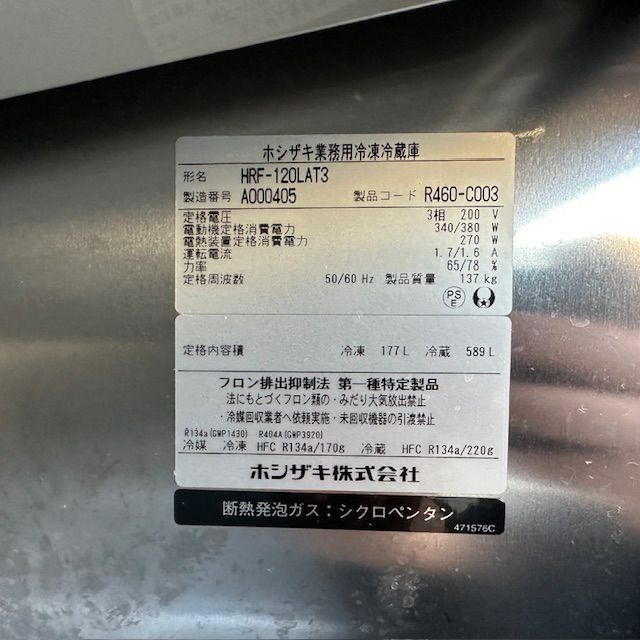 ホシザキ業務用冷凍冷蔵庫
形名 HRF-120LAT3
製造番号 A000405 製品コード R460-C003
定格電圧 3相 200 V
電動機定格消費電力 340/380 W
電熱装置定格消費電力 270 W
運転電流 1.7/1.6 A
力率 65/78 %
定格周波数 50/60 Hz 製品質量 137 kg
PS
E
定格内容積 冷凍 177L 冷蔵 589L
フロン排出抑制法 第一種特定製品
法にもとづくフロン類の・みだり大気放出禁止
・冷媒回収業者へ依頼実施・未回収機器の引渡禁止
R134a(GWP1430) R404A(GWP3920)
冷媒 冷凍 HFC R134a/170g 冷蔵 HFC R134a/220g
ホシザキ株式会社
断熱発泡ガス：シクロペンタン
471576C